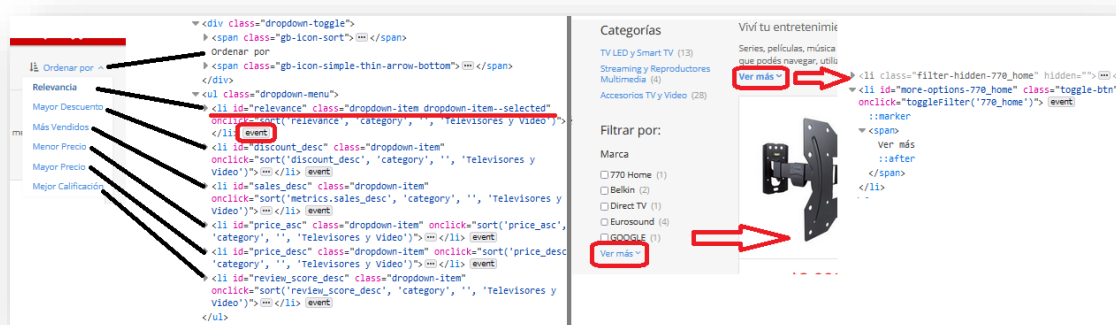 Ordenar por
Relevancia
Mayor Descuento
Más Vendidos
Menor Precio
Mayor Precio
Mejor Calificación
me
<div class="dropdown-toggle">
<span class="gb-icon-sort"> </span>
Ordenar por
<span class="gb-icon-simple-thin-arrow-bottom"> </span>
</div>
<ul class="dropdown-menu">
<li id="relevance" class="dropdown-item dropdown-item--selected"
onclick="sort('relevance', 'category', '', 'Televisores y Video')">
</li> event
<li id="discount_desc" class="dropdown-item"
onclick="sort('discount_desc', 'category', '', 'Televisores y
Video')"> </li> event
<li id="sales_desc" class="dropdown-item"
onclick="sort('metrics.sales_desc', 'category', '', 'Televisores y
Video')"> </li> event
<li id="price_asc" class="dropdown-item" onclick="sort('price_asc',
'category', '', 'Televisores y Video')"> </li> event
<li id="price_desc" class="dropdown-item" onclick="sort('price_desc
'category', '', 'Televisores y Video')"> </li> event
<li id="review_score_desc" class="dropdown-item"
onclick="sort('review_score_desc', 'category', '', 'Televisores y
Video')"> </li> event
</ul>
Categorías
TV LED y Smart TV (13)
Streaming y Reproductores
Multimedia (4)
Accesorios TV y Video (28)
Filtrar por:
Marca
770 Home (1)
Belkin (2)
Direct TV (1)
Eurosound (4)
GOOGLE (1)
Ver más
Viví tu entretenimie
Series, películas, música
que podés navegar, utiliz
Ver más
<li class="filter-hidden-770_home" hidden="">
<li id="more-options-770_home" class="toggle-btn"
onclick="toggleFilter('770_home')"> event
::marker
<span>
Ver más
::after
</span>
</li>